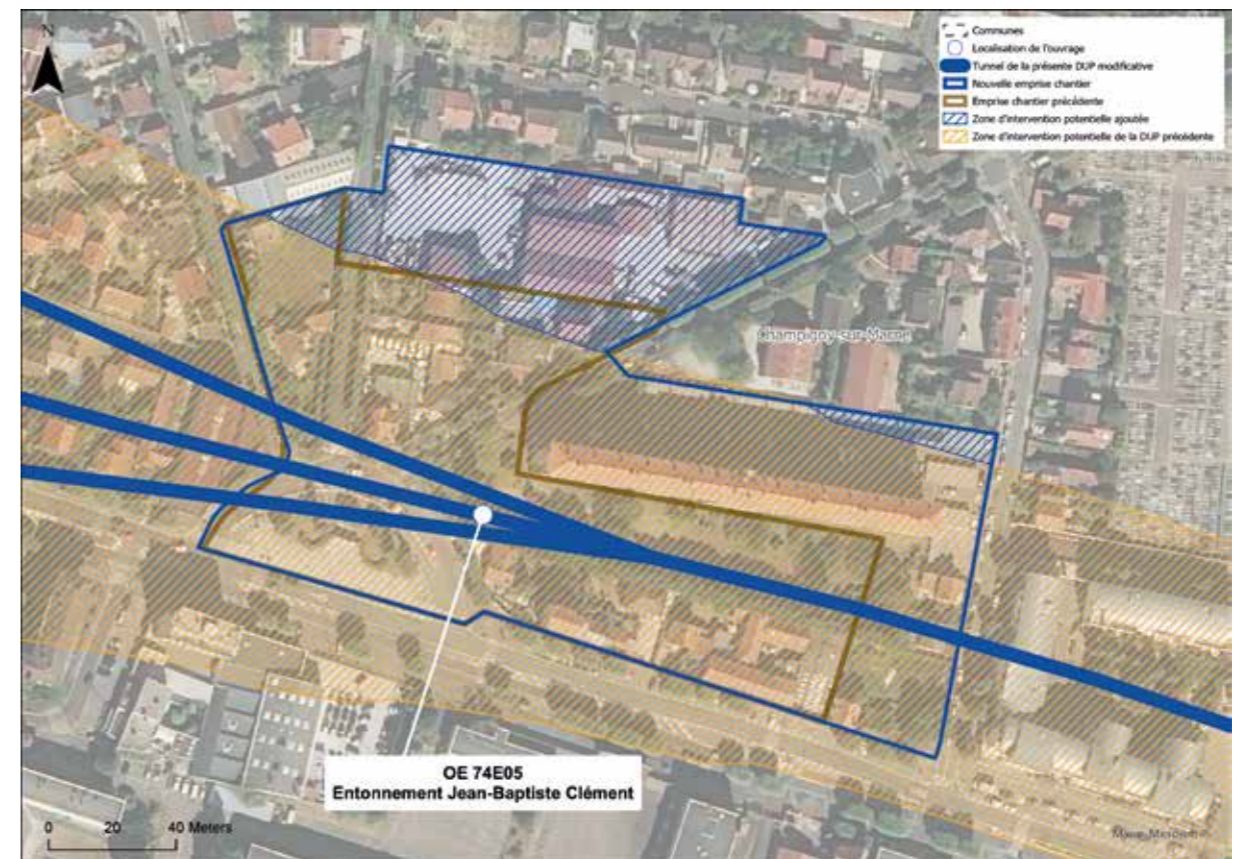 N
Communes
Localisation de l'ouvrage
Tunnel de la présente DUP modificative
Nouvelle emprise chantier
Emprise chantier précédente
Zone d'intervention potentielle ajoutée
Zone d'intervention potentielle de la DUP précédente
Champigny-sur-Marne
OE 74E05
Entonnement Jean-Baptiste Clément
0 20 40 Meters